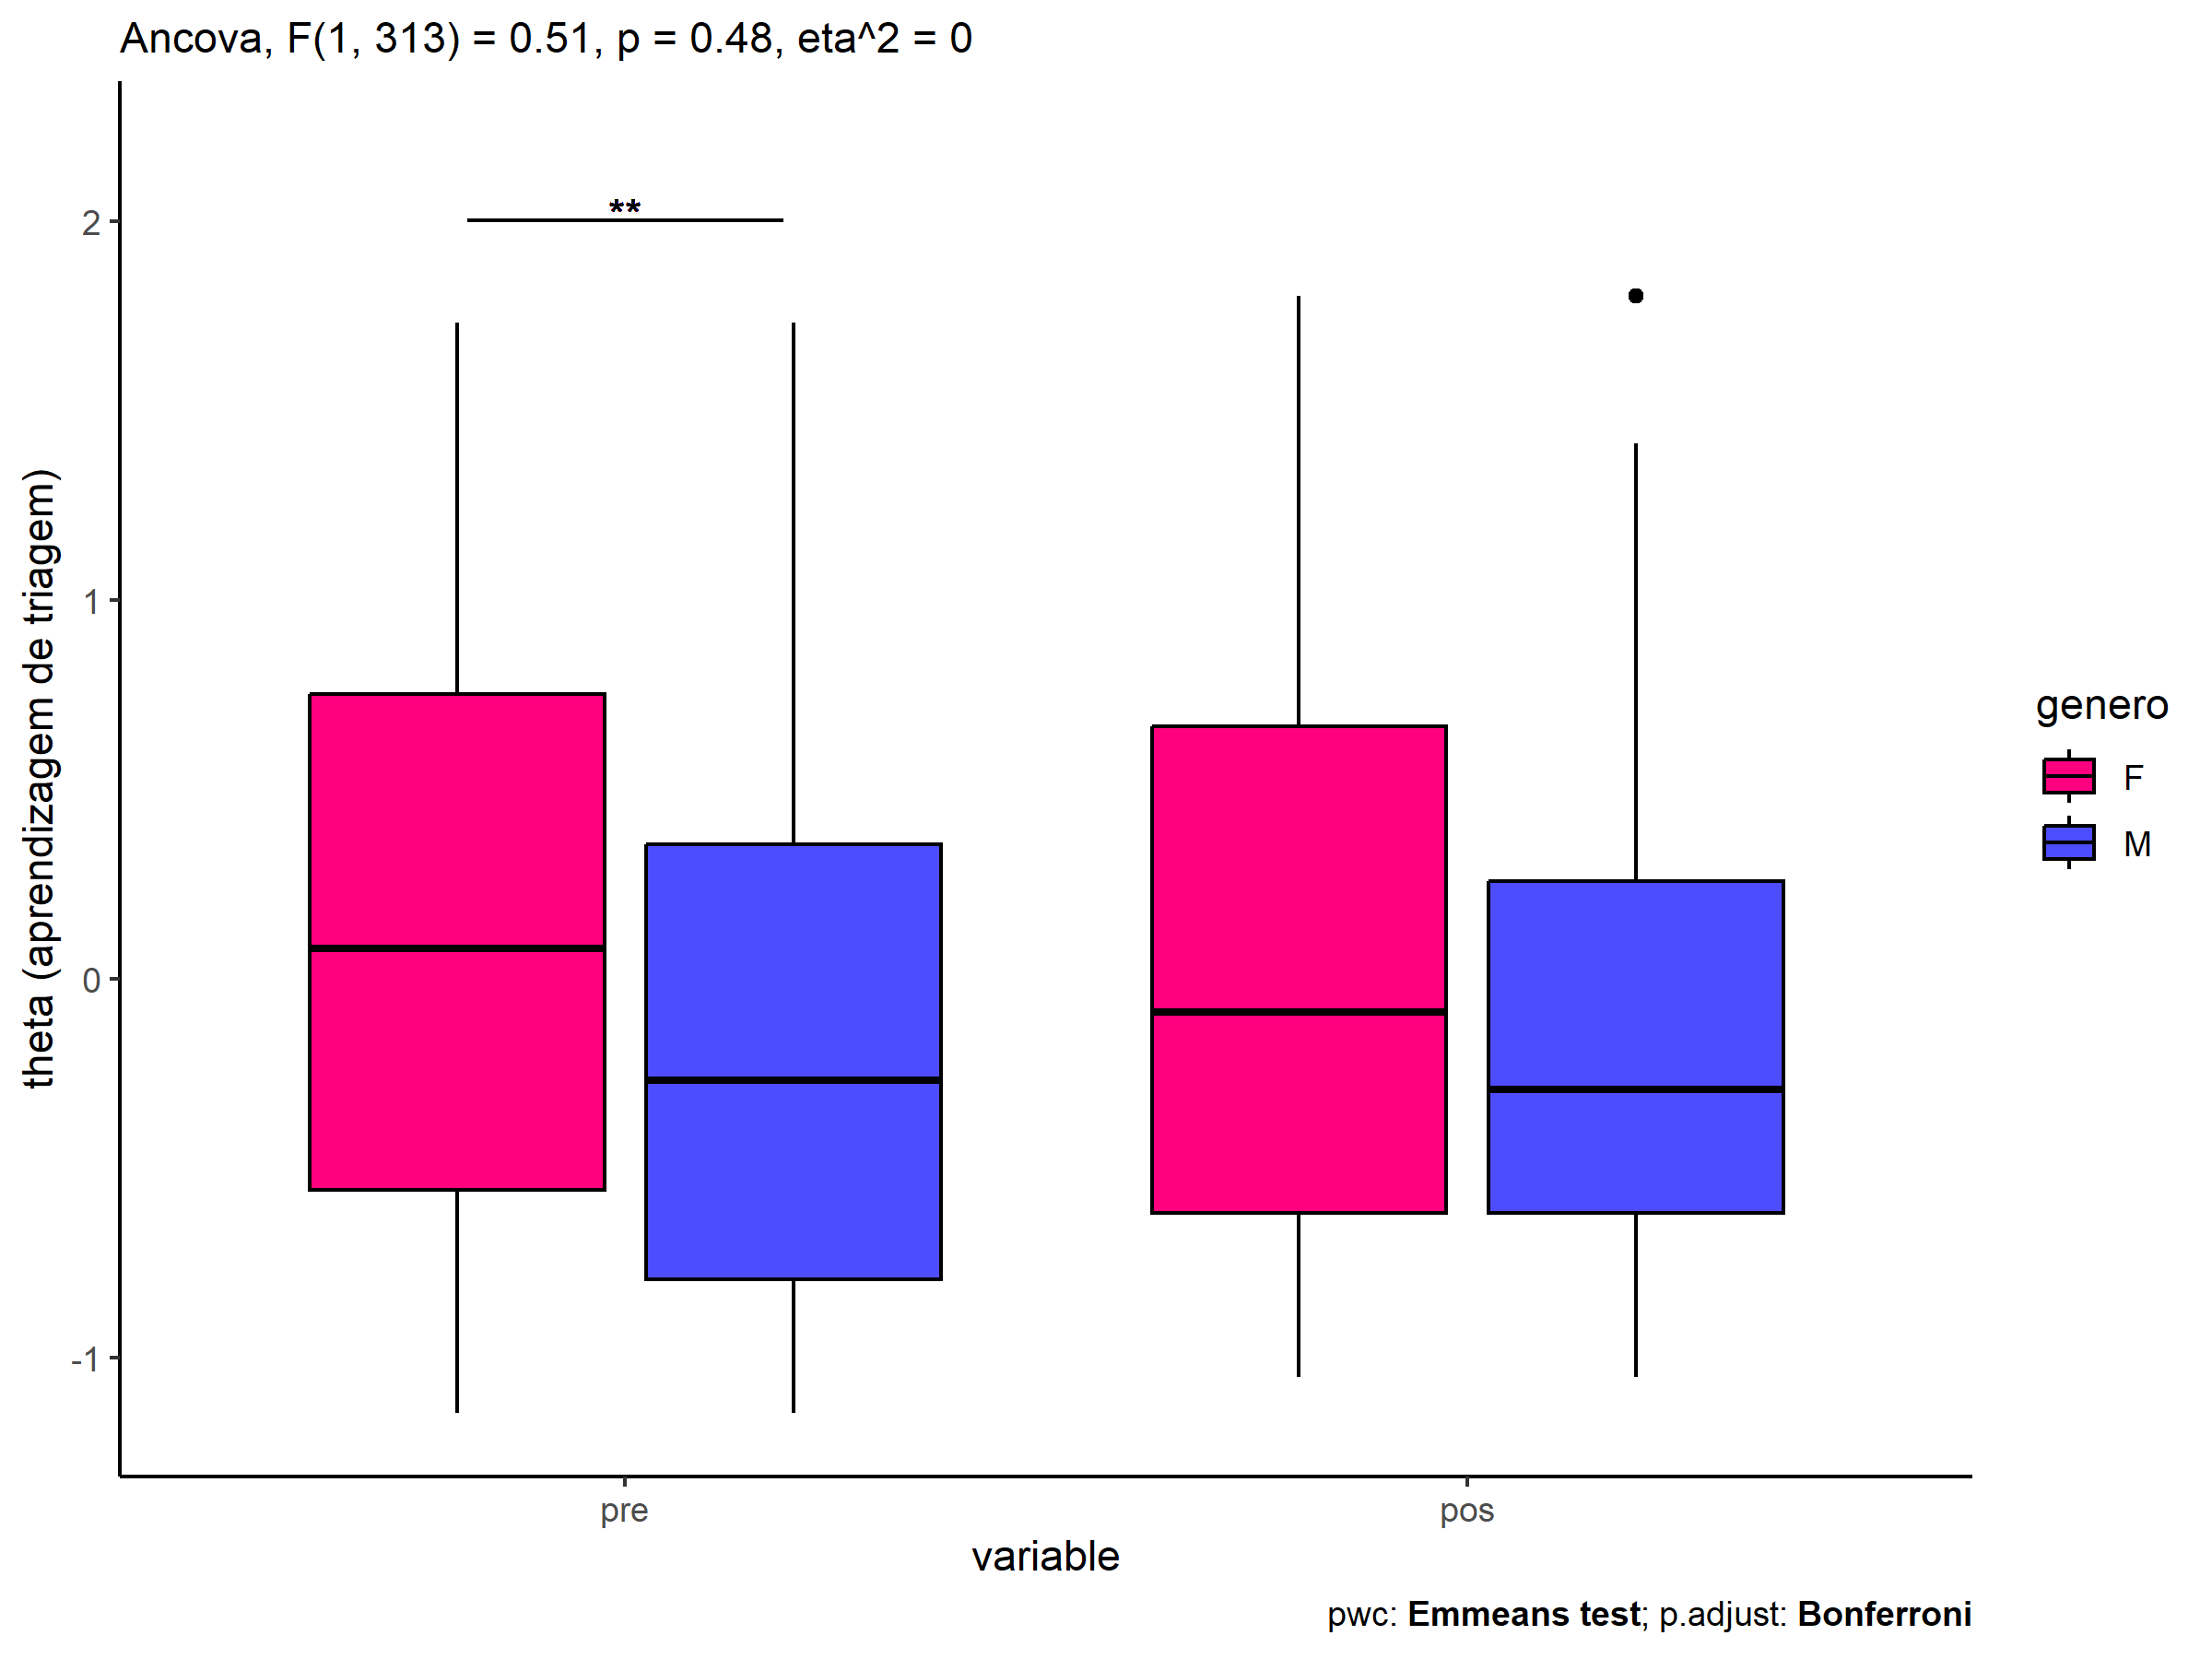 Ancova, F(1, 313) = 0.51, p = 0.48, eta^2 = 0
**
2
1
0
-1
theta (aprendizagem de triagem)
pre
pos
variable
genero
F
M
pwc: Emmeans test; p.adjust: Bonferroni